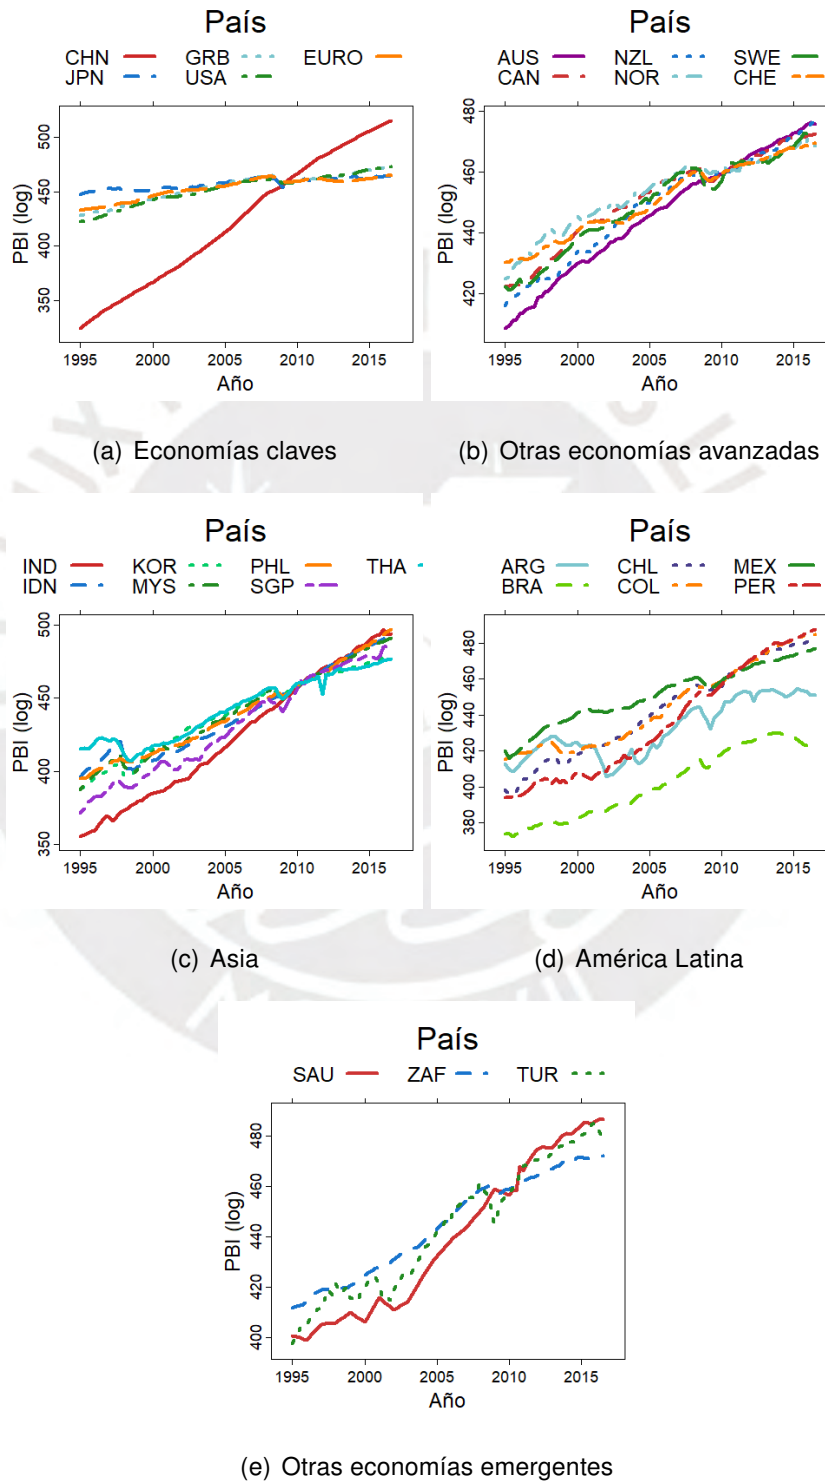 País
CHN GRB EURO
JPN USA
PBI (log)
350 400 450 500
1995 2000 2005 2010 2015
Año
(a) Economías claves
País
AUS NZL SWE
CAN NOR CHE
PBI (log)
420 440 460 480
1995 2000 2005 2010 2015
Año
(b) Otras economías avanzadas
País
IND KOR PHL THA
IDN MYS SGP
PBI (log)
350 400 450 500
1995 2000 2005 2010 2015
Año
(c) Asia
País
ARG CHL MEX
BRA COL PER
PBI (log)
380 400 420 440 460 480
1995 2000 2005 2010 2015
Año
(d) América Latina
País
SAU ZAF TUR
PBI (log)
400 420 440 460 480
1995 2000 2005 2010 2015
Año
(e) Otras economías emergentes